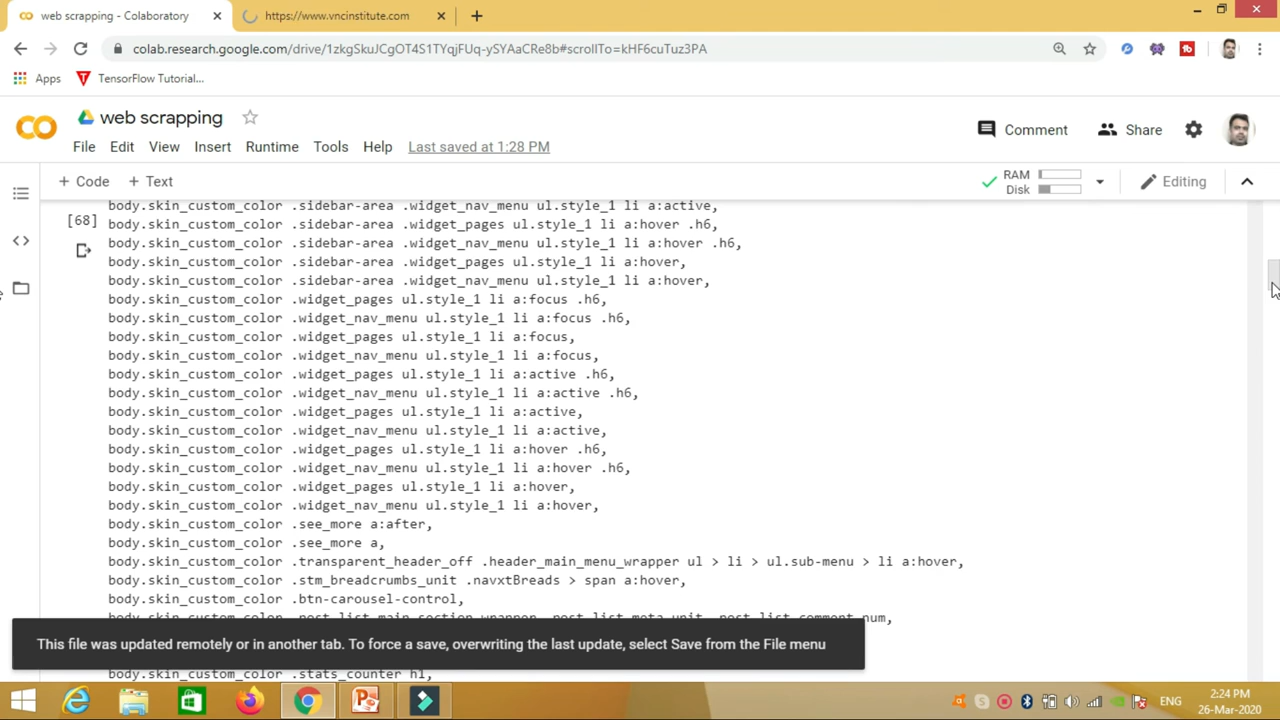 web scrapping - Colaboratory
https://www.vncinstitute.com
colab.research.google.com/drive/1zkgSkuJCgOT4S1TYqjFUq-ySYAaCRe8b#scrollTo=kHF6cuTuz3PA
Apps
TensorFlow Tutorial...
web scrapping
Comment
Share
File Edit View Insert Runtime Tools Help Last saved at 1:28 PM
+ Code + Text
RAM
Disk
Editing
body.skin_custom_color .sidebar-area .widget_nav_menu ul.style_1 li a:active,
[68]
body.skin_custom_color .sidebar-area .widget_pages ul.style_1 li a:hover .h6,
body.skin_custom_color .sidebar-area .widget_nav_menu ul.style_1 li a:hover .h6,
body.skin_custom_color .sidebar-area .widget_pages ul.style_1 li a:hover,
body.skin_custom_color .sidebar-area .widget_nav_menu ul.style_1 li a:hover,
body.skin_custom_color .widget_pages ul.style_1 li a:focus .h6,
body.skin_custom_color .widget_nav_menu ul.style_1 li a:focus .h6,
body.skin_custom_color .widget_pages ul.style_1 li a:focus,
body.skin_custom_color .widget_nav_menu ul.style_1 li a:focus,
body.skin_custom_color .widget_pages ul.style_1 li a:active .h6,
body.skin_custom_color .widget_nav_menu ul.style_1 li a:active .h6,
body.skin_custom_color .widget_pages ul.style_1 li a:active,
body.skin_custom_color .widget_nav_menu ul.style_1 li a:active,
body.skin_custom_color .widget_pages ul.style_1 li a:hover .h6,
body.skin_custom_color .widget_nav_menu ul.style_1 li a:hover .h6,
body.skin_custom_color .widget_pages ul.style_1 li a:hover,
body.skin_custom_color .widget_nav_menu ul.style_1 li a:hover,
body.skin_custom_color .see_more a:after,
body.skin_custom_color .see_more a,
body.skin_custom_color .transparent_header_off .header_main_menu_wrapper ul > li > ul.sub-menu > li a:hover,
body.skin_custom_color .stm_breadcrumbs_unit .navxtBreads > span a:hover,
body.skin_custom_color .btn-carousel-control,
body.skin_custom_color .post_list_main_section_wrapper .post_list_meta_unit .post_list_comment_num,
This file was updated remotely or in another tab. To force a save, overwriting the last update, select Save from the File menu
.stats_counter h1,
ENG
2:24 PM
26-Mar-2020